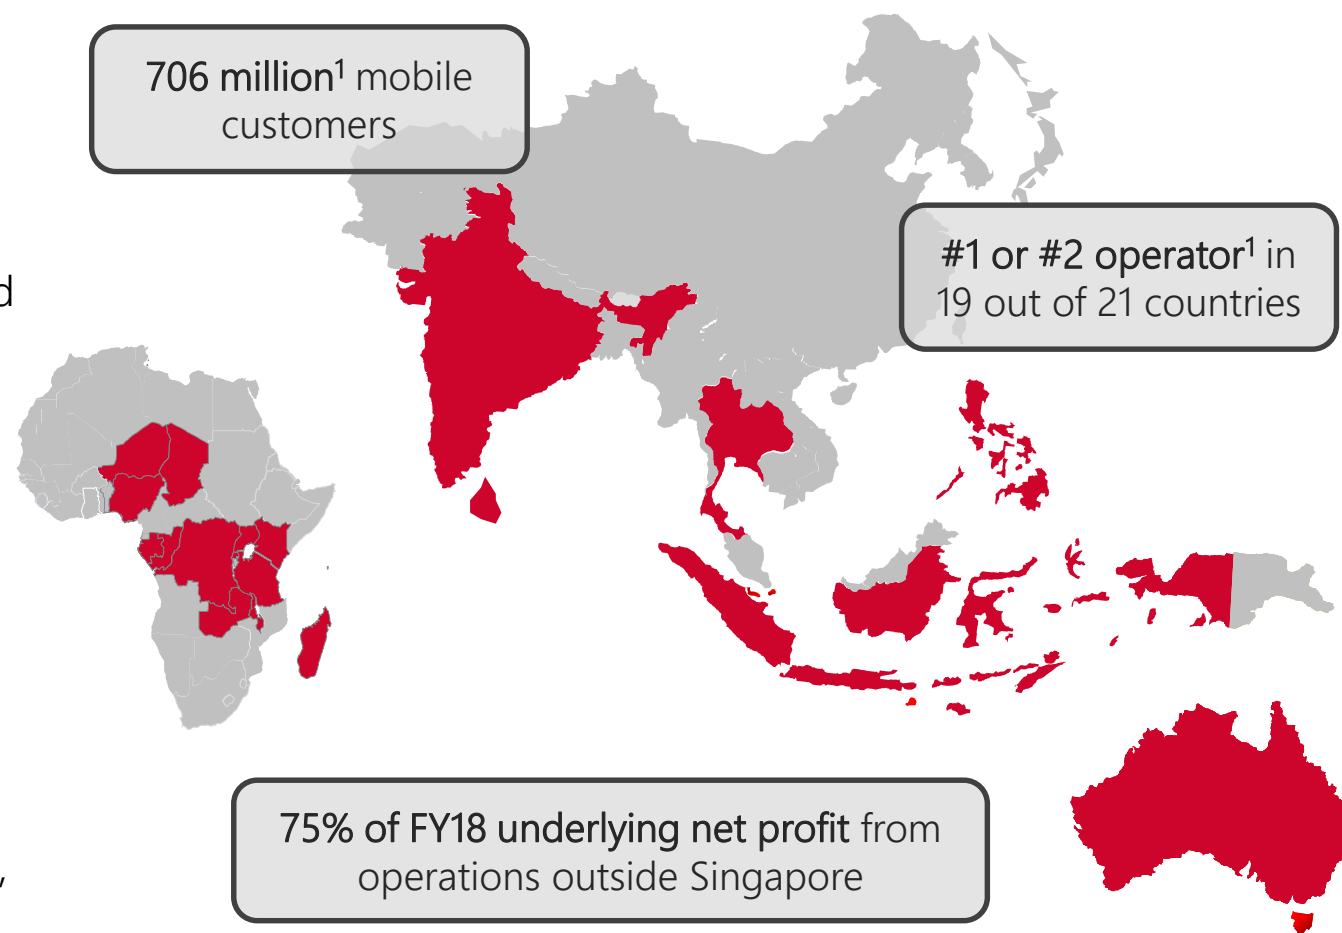 706 million¹ mobile
customers
#1 or #2 operator¹ in
19 out of 21 countries
d
75% of FY18 underlying net profit from
operations outside Singapore
,